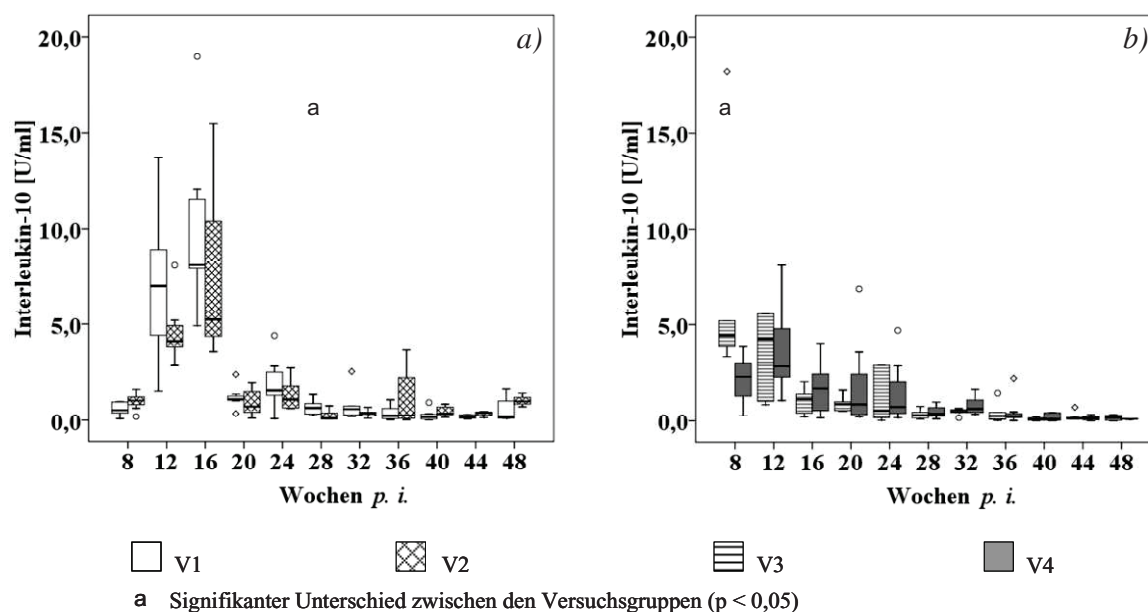 a)
Interleukin-10 [U/ml]
20,0
15,0
10,0
5,0
0,0
a
8 12 16 20 24 28 32 36 40 44 48
Wochen p. i.
b)
Interleukin-10 [U/ml]
20,0
15,0
10,0
5,0
0,0
a
8 12 16 20 24 28 32 36 40 44 48
Wochen p. i.
V1 V2 V3 V4
a Signifikanter Unterschied zwischen den Versuchsgruppen (p < 0,05)